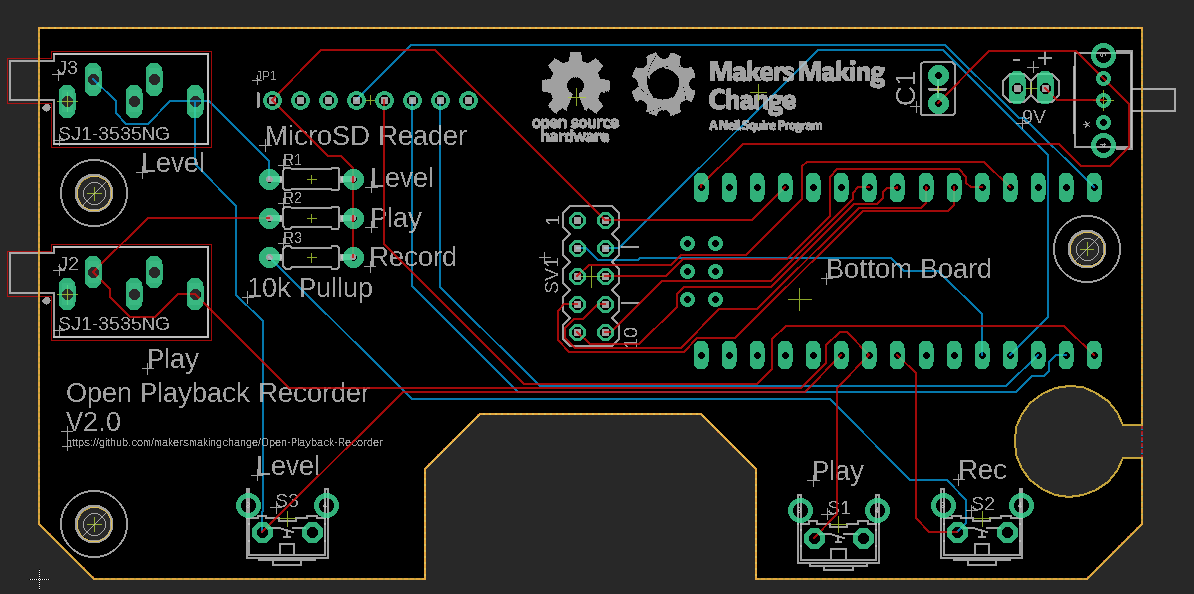 J3
SJ1-3535NG
Level
JP1
MicroSD Reader
R1
Level
R2
Play
R3
Record
10k Pullup
open source
hardware
Makers Making
Change
A Neil Squire Program
C1
- +
9V
*
J2
SJ1-3535NG
Play
1
SV1
10
Bottom Board
Open Playback Recorder
V2.0
https://github.com/makersmakingchange/Open-Playback-Recorder
Level
S3
Play
S1
Rec
S2